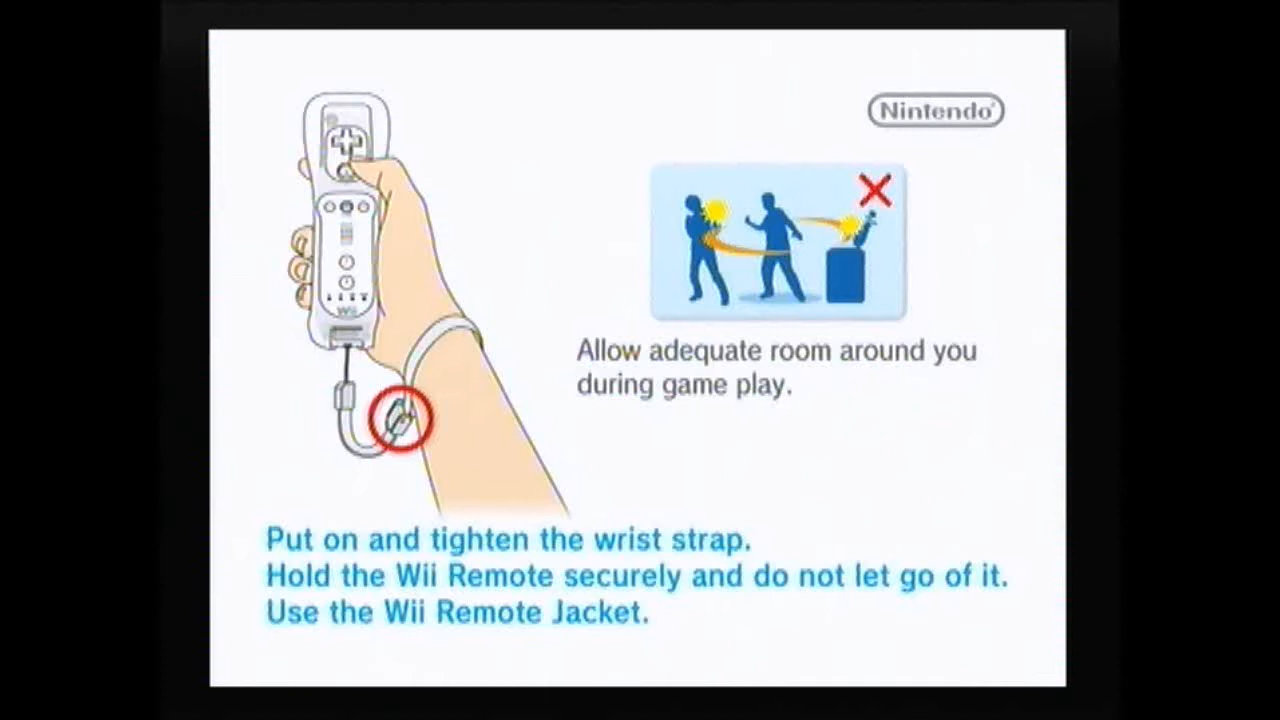 Nintendo
Allow adequate room around you
during game play.
Wii
Put on and tighten the wrist strap.
Hold the Wii Remote securely and do not let go of it.
Use the Wii Remote Jacket.